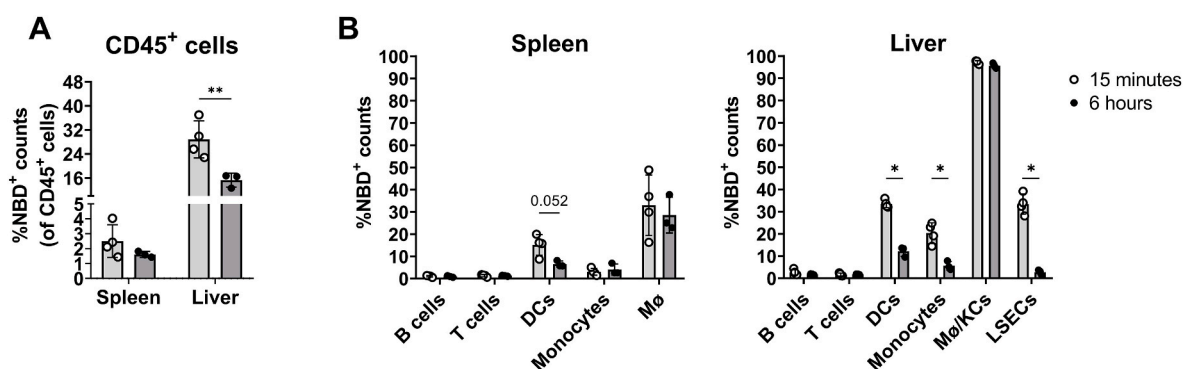 A
CD45⁺ cells
%NBD⁺ counts
(of CD45⁺ cells)
48
40
32
24
16
5
4
3
2
1
0
**
Spleen
Liver
B
Spleen
%NBD⁺ counts
100
90
80
70
60
50
40
30
20
10
0
0.052
B cells
T cells
DCs
Monocytes
Mø
Liver
%NBD⁺ counts
100
90
80
70
60
50
40
30
20
10
0
*
*
*
B cells
T cells
DCs
Monocytes
Mø/KCs
LSECs
15 minutes
6 hours